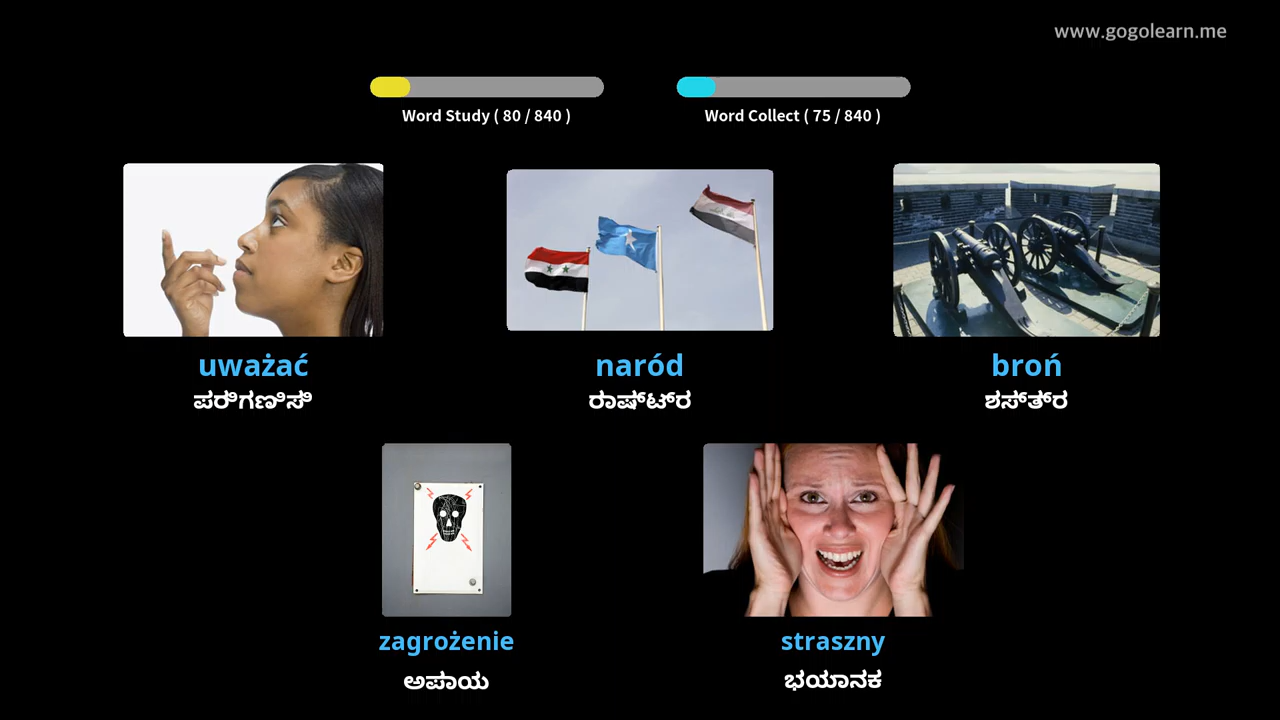 www.gogolearn.me
Word Study ( 80 / 840 )
Word Collect ( 75 / 840 )
uważać
ಪರಿಗಣಿಸಿ
naród
ರಾಷ್ಟ್ರ
broń
ಶಸ್ತ್ರ
zagrożenie
ಅಪಾಯ
straszny
ಭಯಾನಕ